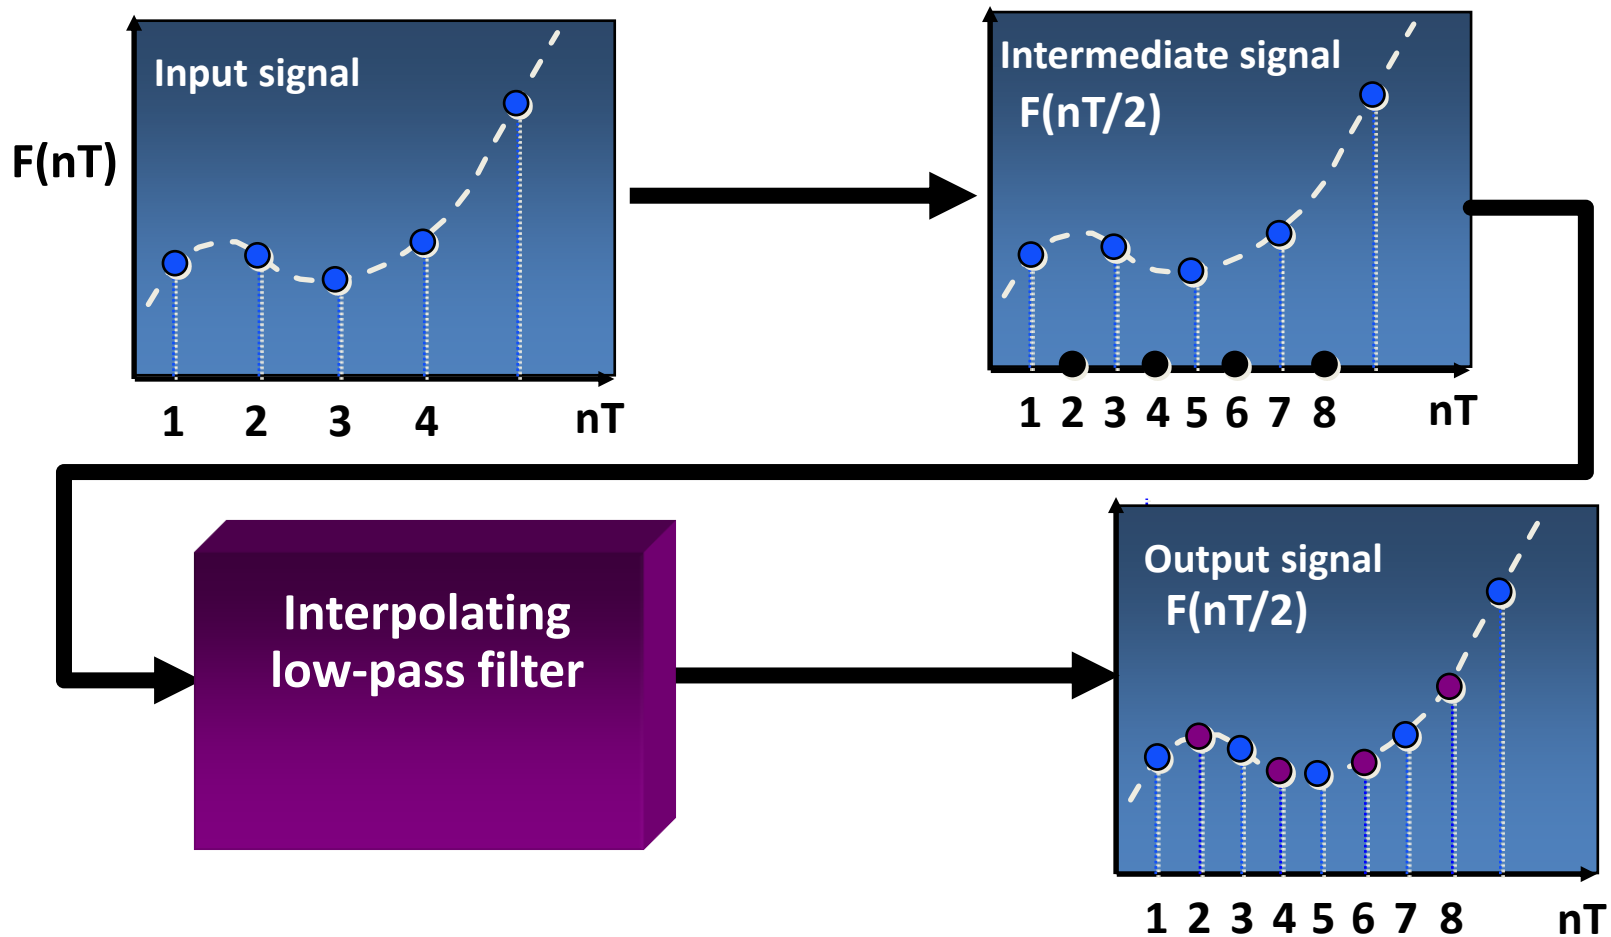 Input signal
F(nT)
1 2 3 4 nT
Intermediate signal
F(nT/2)
1 2 3 4 5 6 7 8 nT
Interpolating
low-pass filter
Output signal
F(nT/2)
1 2 3 4 5 6 7 8 nT